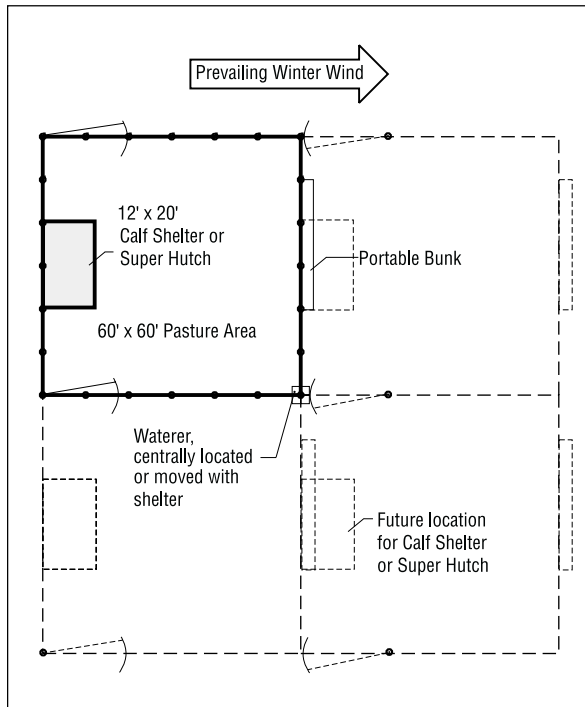 Prevailing Winter Wind
12' x 20'
Calf Shelter or
Super Hutch
Portable Bunk
60' x 60' Pasture Area
Waterer,
centrally located
or moved with
shelter
Future location
for Calf Shelter
or Super Hutch